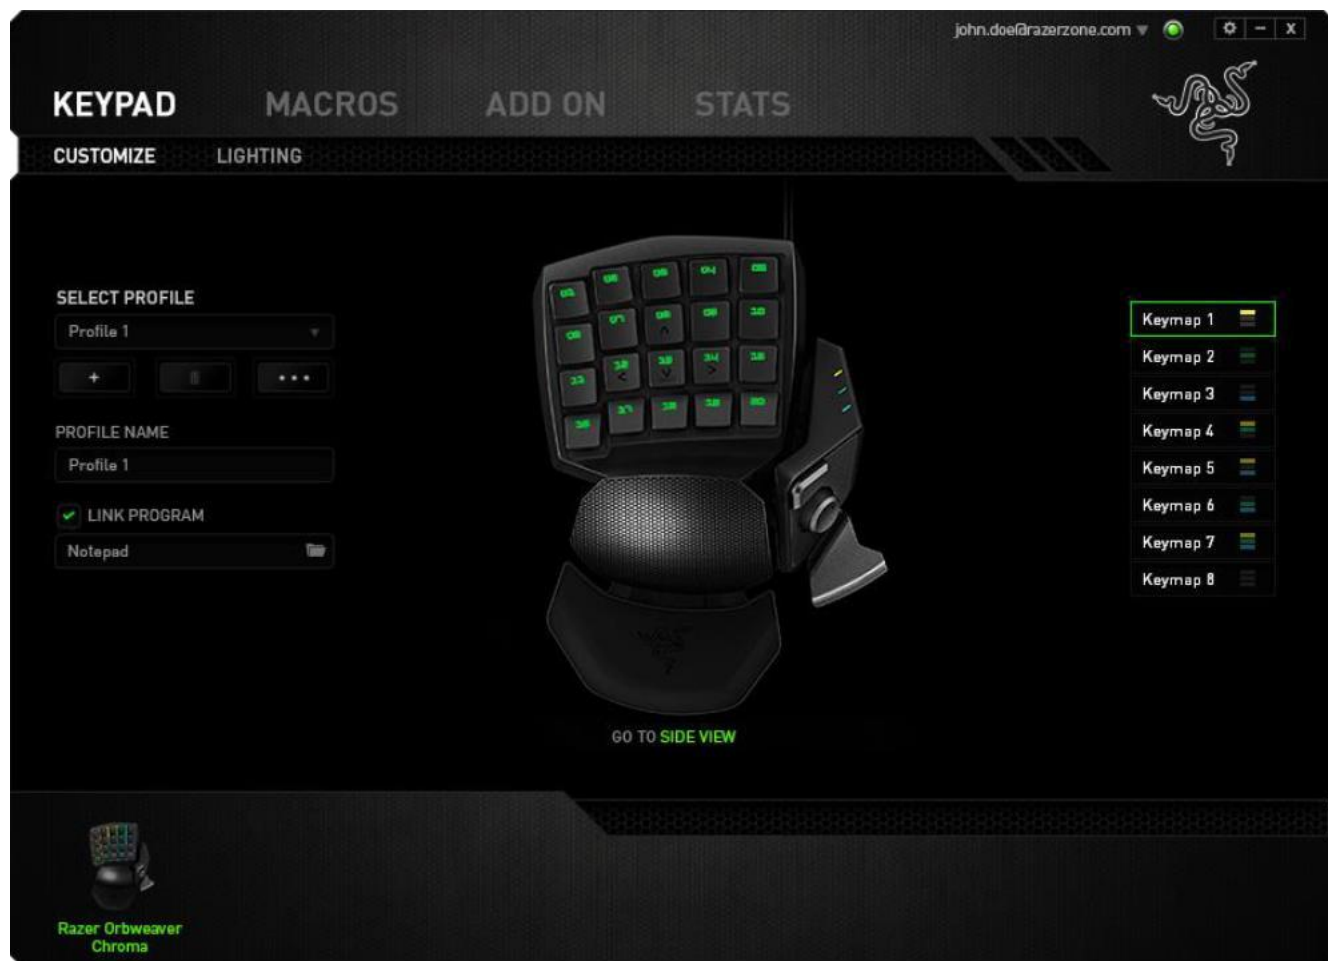 john.doe@razerzone.com
KEYPAD MACROS ADD ON STATS
CUSTOMIZE LIGHTING
SELECT PROFILE
Profile 1
PROFILE NAME
Profile 1
LINK PROGRAM
Notepad
Keymap 1
Keymap 2
Keymap 3
Keymap 4
Keymap 5
Keymap 6
Keymap 7
Keymap 8
GO TO SIDE VIEW
Razer Orbweaver
Chroma